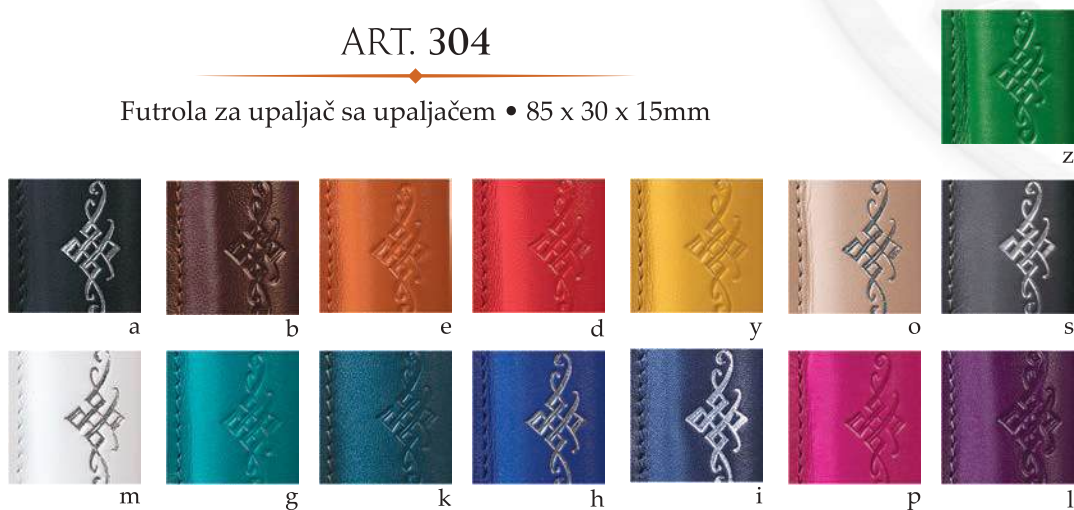 ART. 304
Futrola za upaljač sa upaljačem • 85 x 30 x 15mm
z
a b e d y o s
m g k h i p l